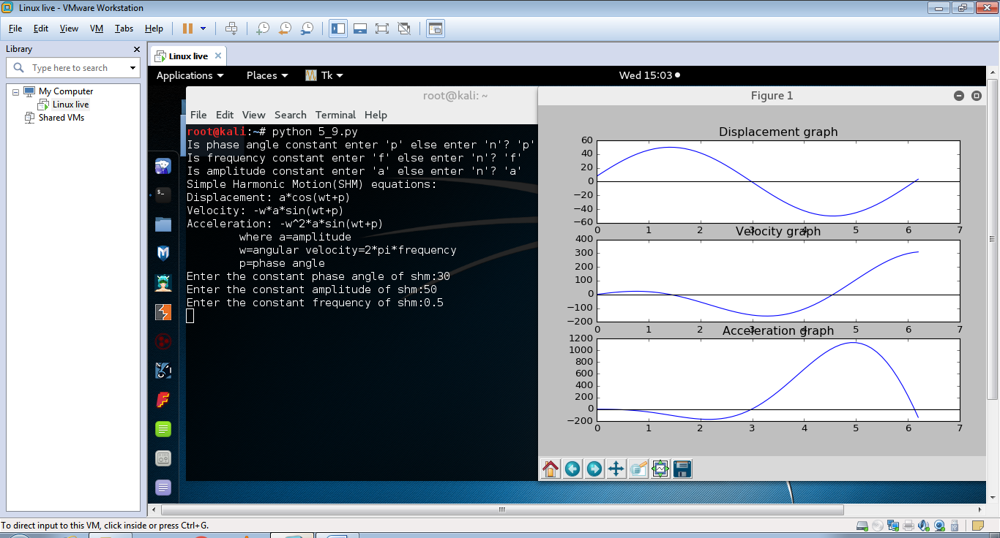 Linux live - VMware Workstation
File Edit View VM Tabs Help
Library
Type here to search
My Computer
Linux live
Shared VMs
Linux live
Applications Places Tk Wed 15:03
root@kali: ~
File Edit View Search Terminal Help
root@kali:~# python 5_9.py
Is phase angle constant enter 'p' else enter 'n'? 'p'
Is frequency constant enter 'f' else enter 'n'? 'f'
Is amplitude constant enter 'a' else enter 'n'? 'a'
Simple Harmonic Motion(SHM) equations:
Displacement: a*cos(wt+p)
Velocity: -w*a*sin(wt+p)
Acceleration: -w^2*a*sin(wt+p)
where a=amplitude
w=angular velocity=2*pi*frequency
p=phase angle
Enter the constant phase angle of shm:30
Enter the constant amplitude of shm:50
Enter the constant frequency of shm:0.5
Figure 1
Displacement graph
60
40
20
0
−20
−40
−60
0 1 2 3 4 5 6 7
Velocity graph
400
300
200
100
0
−100
−200
0 1 2 3 4 5 6 7
Acceleration graph
1200
1000
800
600
400
200
0
−200
0 1 2 3 4 5 6 7
To direct input to this VM, click inside or press Ctrl+G.